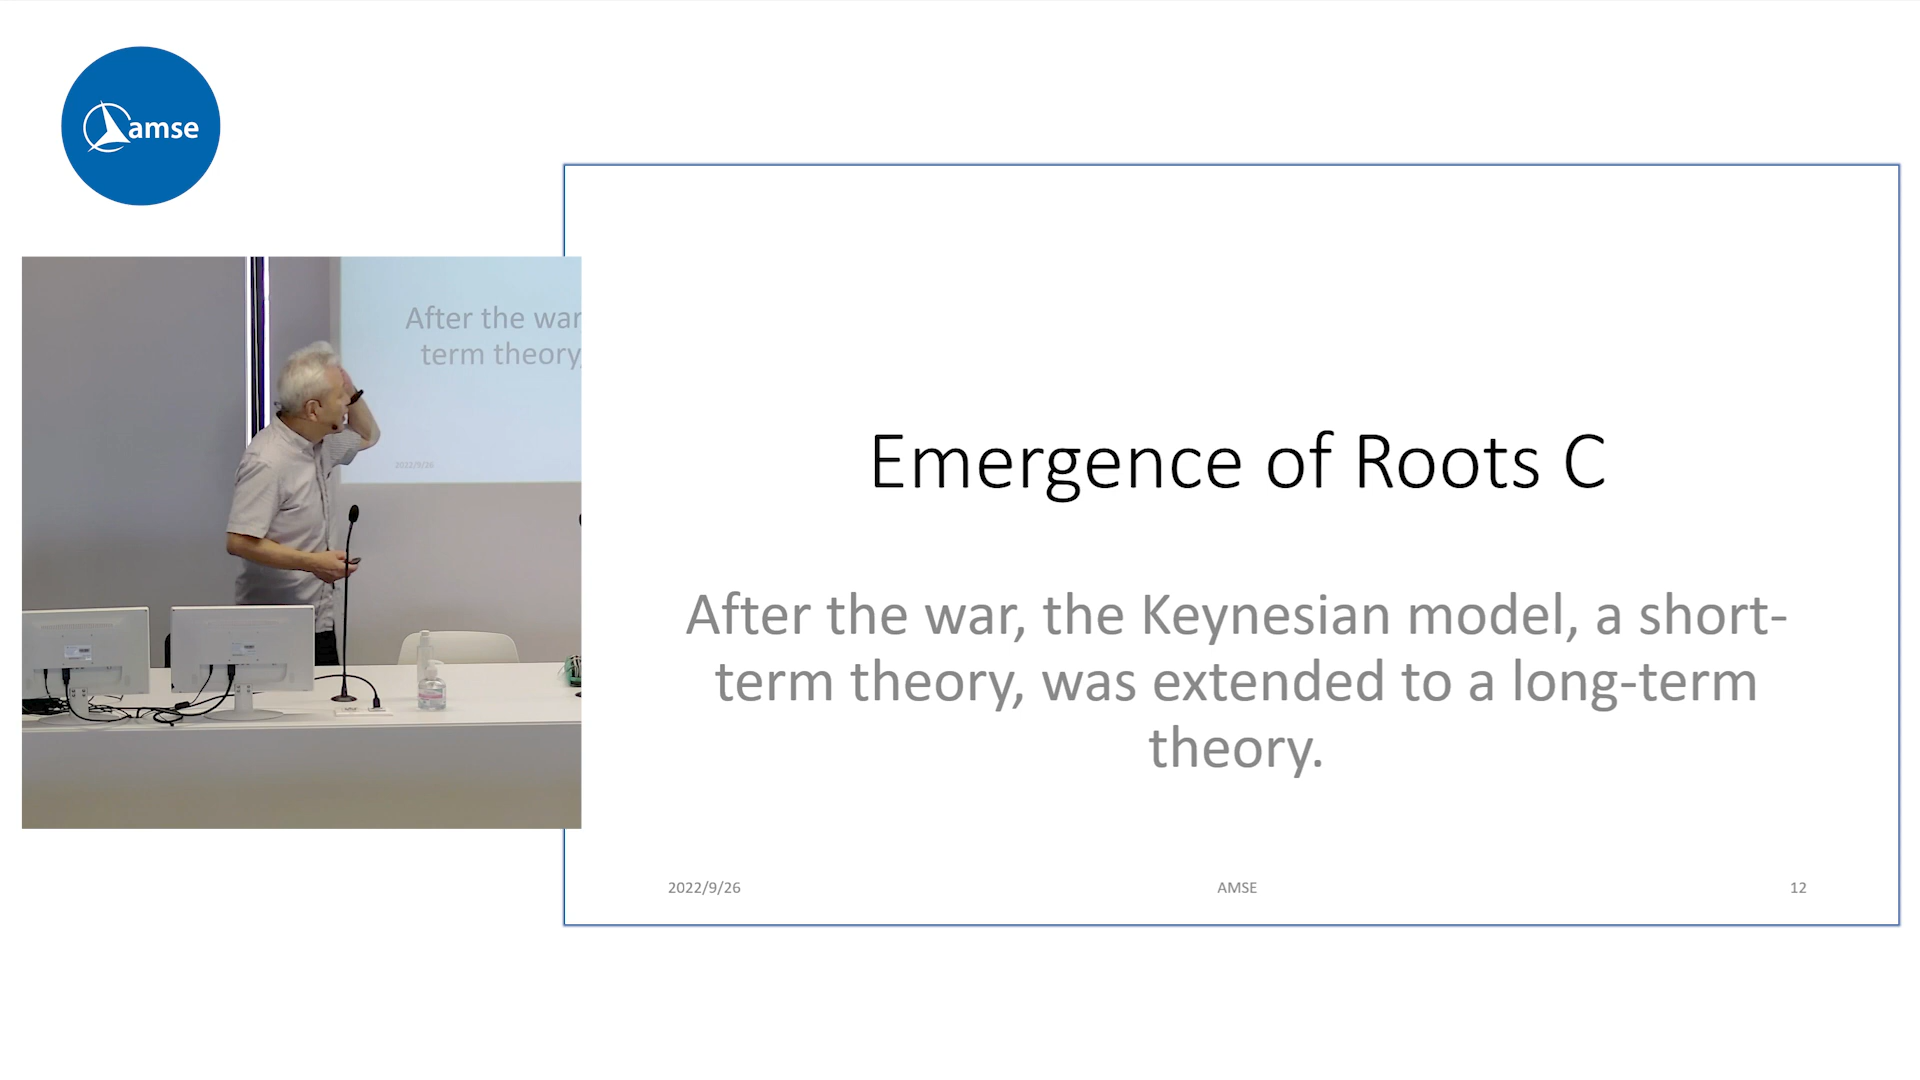 amse
After the war
term theory,
2022/9/26
Emergence of Roots C
After the war, the Keynesian model, a short-
term theory, was extended to a long-term
theory.
2022/9/26
AMSE
12